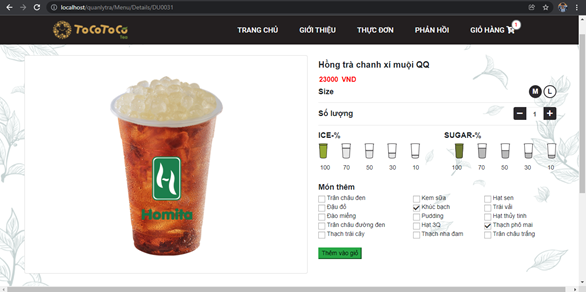 localhost/quanlytra/Menu/Details/DU0031
ToCoToCo
Tea
TRANG CHỦ GIỚI THIỆU THỰC ĐƠN PHẢN HỒI GIỎ HÀNG 1
Hồng trà chanh xí muội QQ
23000 VND
Size M L
Số lượng 1
ICE-% SUGAR-%
100 70 50 30 10 100 70 50 30 10
Món thêm
Trân châu đen Kem sữa Hạt sen
Đậu đỏ Khúc bạch Trái vải
Đào miếng Pudding Hạt thủy tinh
Trân châu đường đen Hạt 3Q Thạch phô mai
Thạch trái cây Thạch nha đam Trân châu trắng
Thêm vào giỏ
Homita